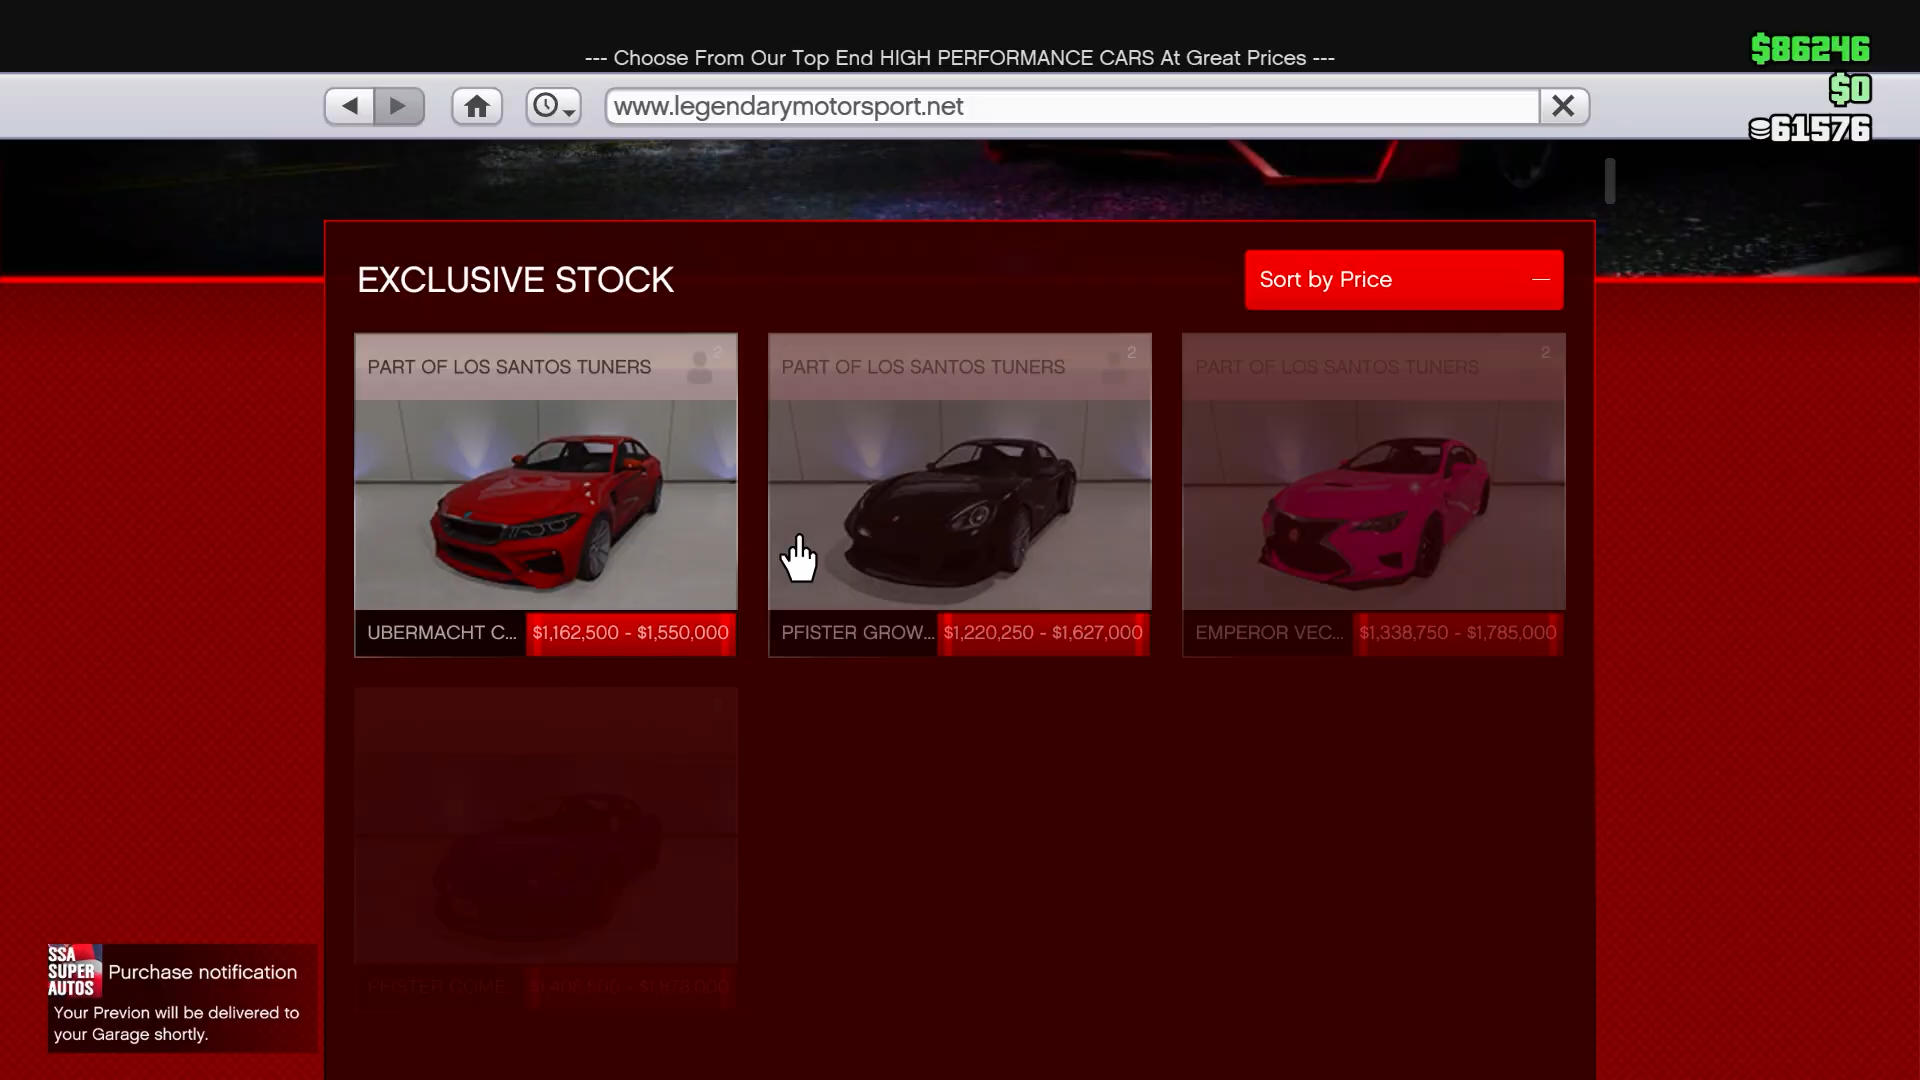 --- Choose From Our Top End HIGH PERFORMANCE CARS At Great Prices ---
$86246
$0
61576
www.legendarymotorsport.net
EXCLUSIVE STOCK
Sort by Price
PART OF LOS SANTOS TUNERS 2
PART OF LOS SANTOS TUNERS 2
PART OF LOS SANTOS TUNERS 2
UBERMACHT C... $1,162,500 - $1,550,000
PFISTER GROW... $1,220,250 - $1,627,000
EMPEROR VEC... $1,338,750 - $1,785,000
PFISTER COME...
SSA SUPER AUTOS
Purchase notification
Your Previon will be delivered to
your Garage shortly.